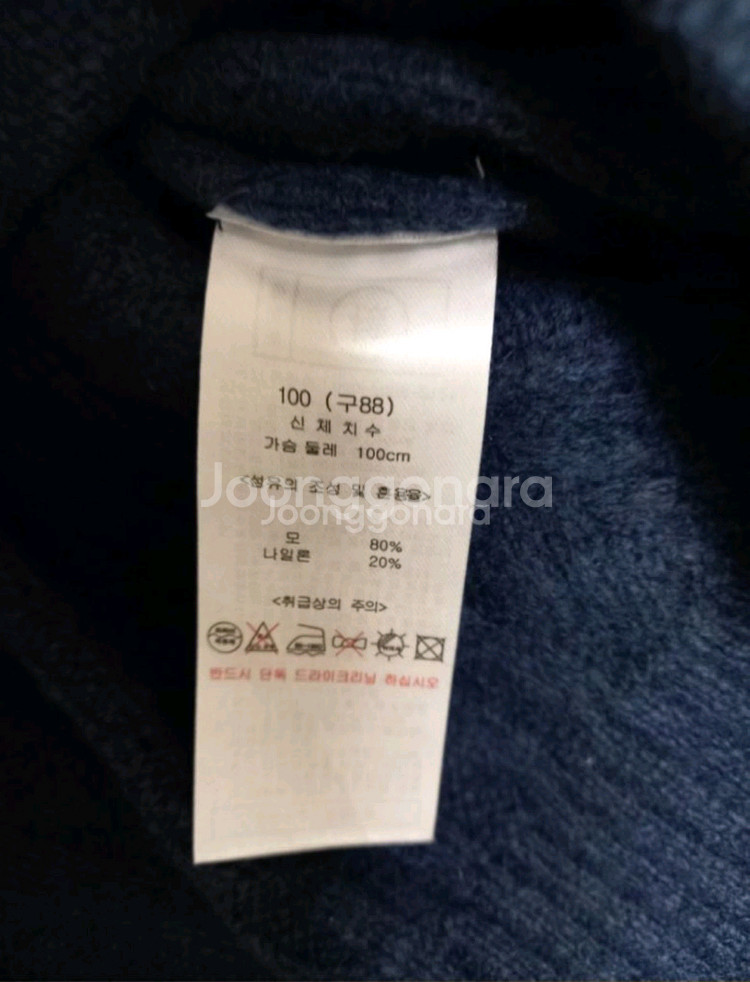 100 (구88)
신 체 치 수
가슴 둘레 100cm
<섬유의 조성 및 혼용율>
Joonggonara
Joonggonara
모 80%
나일론 20%
<취급상의 주의>
반드시 단독 드라이크리닝 하십시오